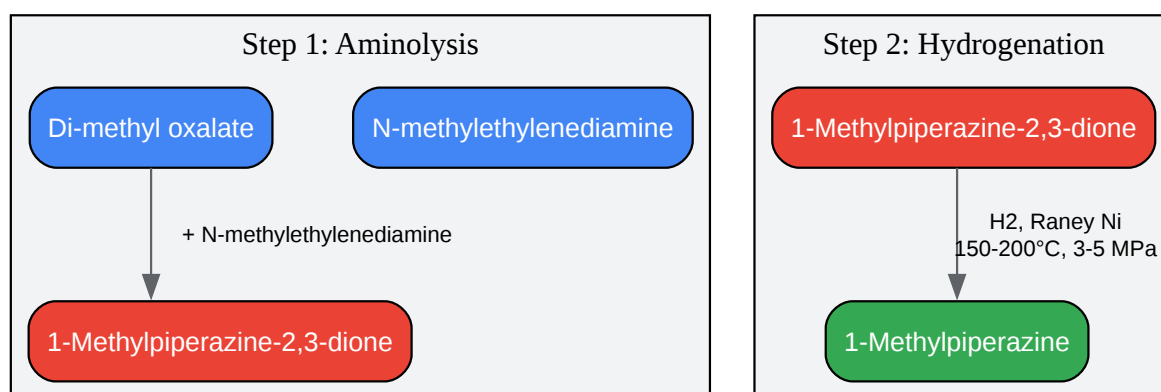 Step 1: Aminolysis
Di-methyl oxalate
N-methylethylenediamine
+ N-methylethylenediamine
1-Methylpiperazine-2,3-dione
Step 2: Hydrogenation
1-Methylpiperazine-2,3-dione
H2, Raney Ni
150-200°C, 3-5 MPa
1-Methylpiperazine